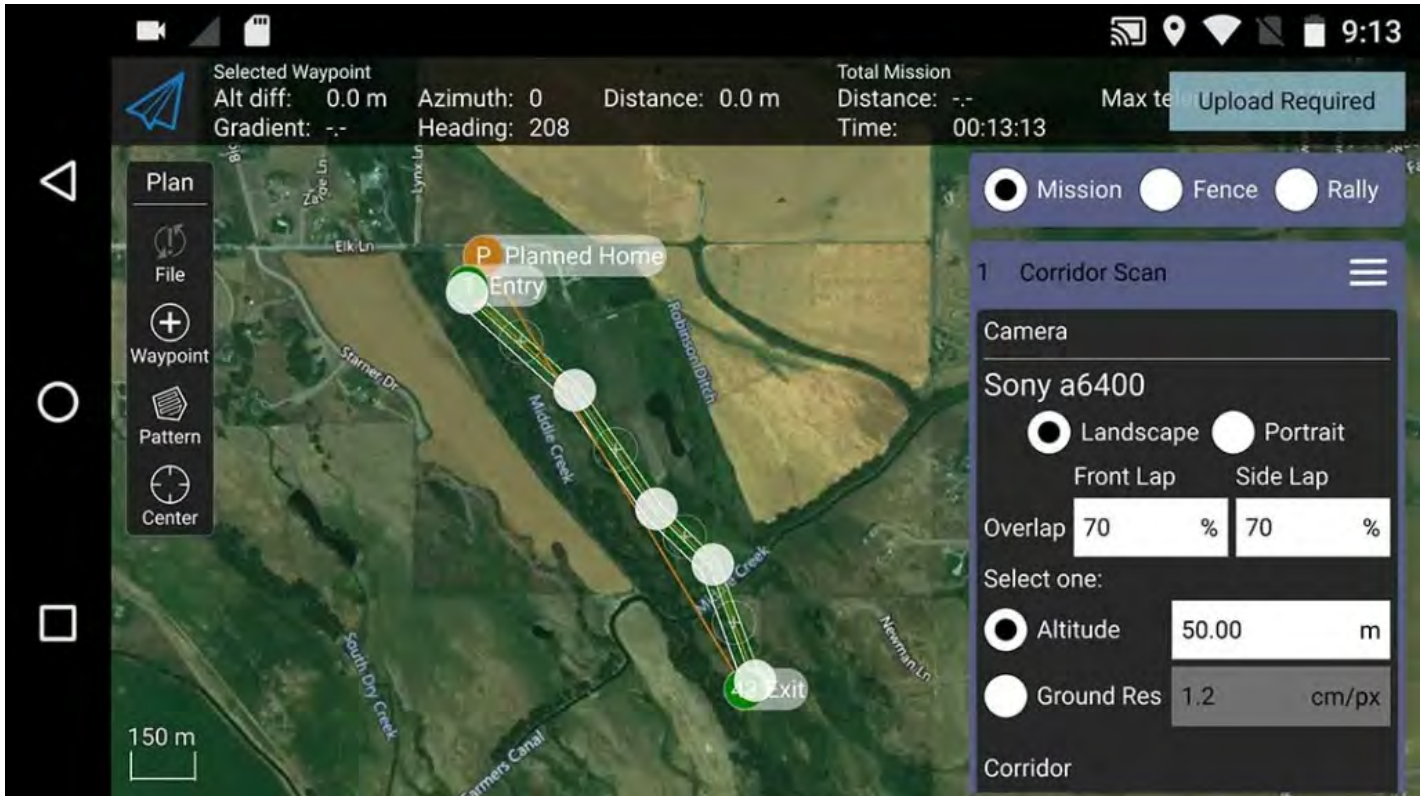 9:13
Selected Waypoint
Alt diff: 0.0 m Azimuth: 0 Distance: 0.0 m
Gradient: -.- Heading: 208
Total Mission
Distance: -.- Max
Time: 00:13:13
Upload Required
Plan
File
Waypoint
Pattern
Center
Mission Fence Rally
1 Corridor Scan
Camera
Sony a6400
Landscape Portrait
Front Lap Side Lap
Overlap 70 % 70 %
Select one:
Altitude 50.00 m
Ground Res 1.2 cm/px
Corridor
Lynx Ln
Elk Ln
P Planned Home
Entry
Robinson Ditch
Starner Dr
Middle Creek
Creek
Newman Ln
South Dry Creek
Exit
150 m
Farmers Canal